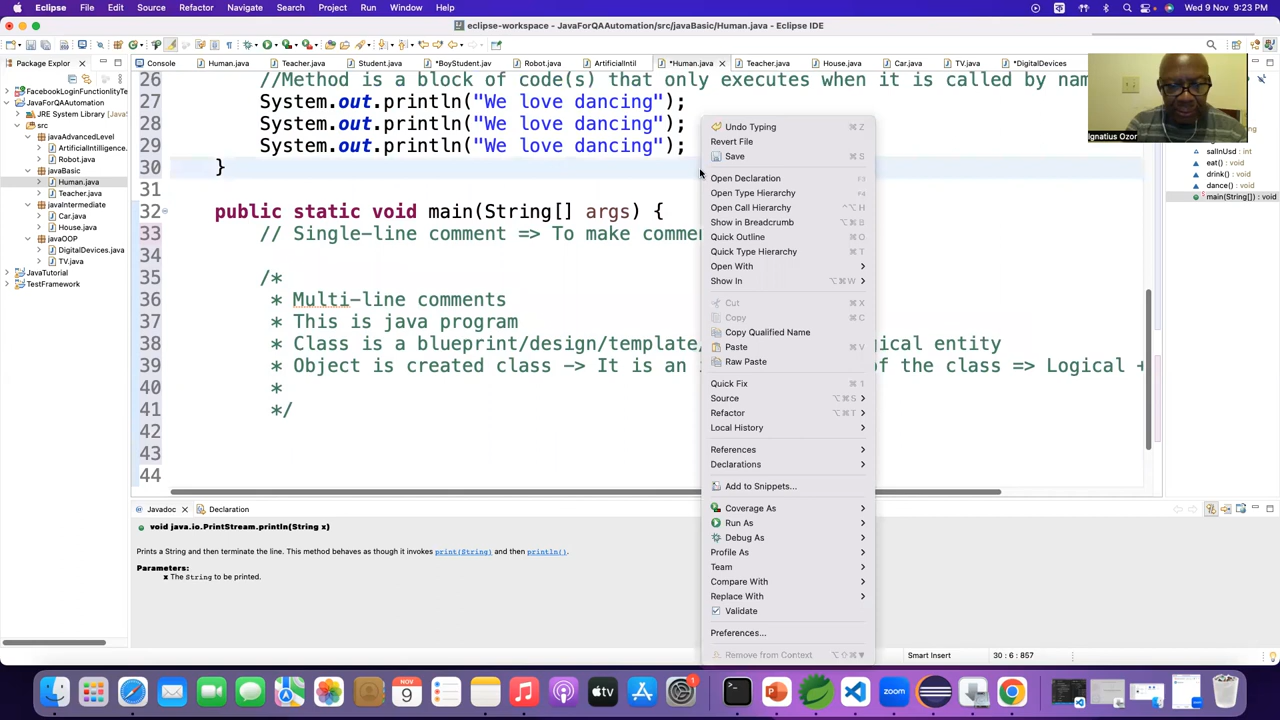 Eclipse File Edit Source Refactor Navigate Search Project Run Window Help Wed 9 Nov 9:23 PM
eclipse-workspace - JavaForQAAutomation/src/javaBasic/Human.java - Eclipse IDE
Package Explor
Console Human.java Teacher.java Student.java *BoyStudent.jav Robot.java ArtificialIntil *Human.java Teacher.java House.java Car.java TV.java *DigitalDevices
FacebookLoginFunctionlityTe
JavaForQAAutomation
JRE System Library [Java
src
javaAdvancedLevel
ArtificialIntilligence.
Robot.java
javaBasic
Human.java
Teacher.java
javaIntermediate
Car.java
House.java
javaOOP
DigitalDevices.java
TV.java
JavaTutorial
TestFramework
26 //Method is a block of code(s) that only executes when it is called by nam
27 System.out.println("We love dancing");
28 System.out.println("We love dancing");
29 System.out.println("We love dancing");
30 }
31
32 public static void main(String[] args) {
33 // Single-line comment => To make comme
34
35 /*
36 * Multi-line comments
37 * This is java program
38 * Class is a blueprint/design/template/ ical entity
39 * Object is created class -> It is an of the class => Logical +
40 *
41 */
42
43
44
Undo Typing ⌘Z
Revert File
Save ⌘S
Open Declaration F3
Open Type Hierarchy F4
Open Call Hierarchy ^⌥H
Show in Breadcrumb ⌥⌘B
Quick Outline ⌘O
Quick Type Hierarchy ⌘T
Open With
Show In ⌥⌘W
Cut ⌘X
Copy ⌘C
Copy Qualified Name
Paste ⌘V
Raw Paste
Quick Fix ⌘1
Source ⌥⌘S
Refactor ⌥⌘T
Local History
References
Declarations
Add to Snippets...
Coverage As
Run As
Debug As
Profile As
Team
Compare With
Replace With
Validate
Preferences...
Remove from Context ⌥⇧⌘▼
Ignatius Ozor
salInUsd : int
eat() : void
drink() : void
dance() : void
main(String[]) : void
Javadoc Declaration
void java.io.PrintStream.println(String x)
Prints a String and then terminate the line. This method behaves as though it invokes print(String) and then println().
Parameters:
x The String to be printed.
Smart Insert 30 : 6 : 857
NOV
9
1
tv
zoom